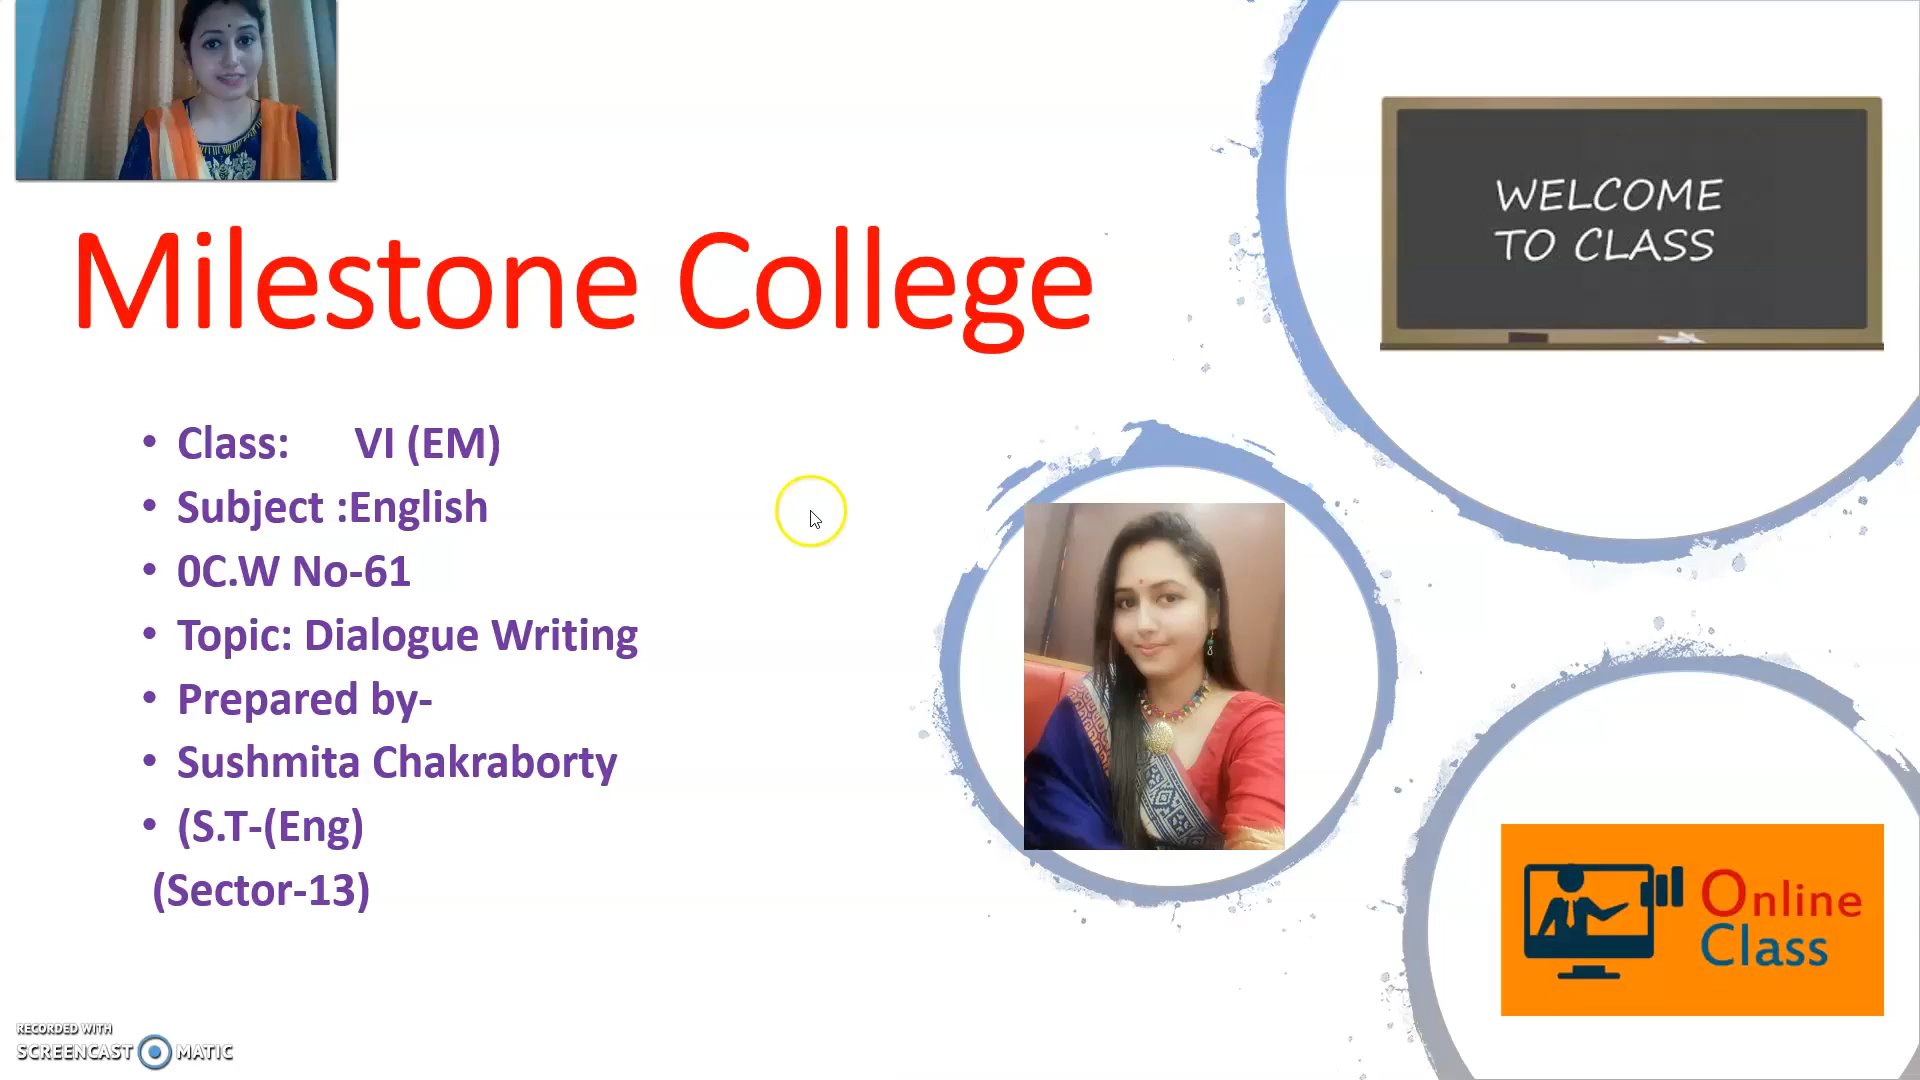 Milestone College
WELCOME
TO CLASS
• Class: VI (EM)
• Subject :English
• 0C.W No-61
• Topic: Dialogue Writing
• Prepared by-
• Sushmita Chakraborty
• (S.T-(Eng)
(Sector-13)
Online
Class
RECORDED WITH
SCREENCAST MATIC